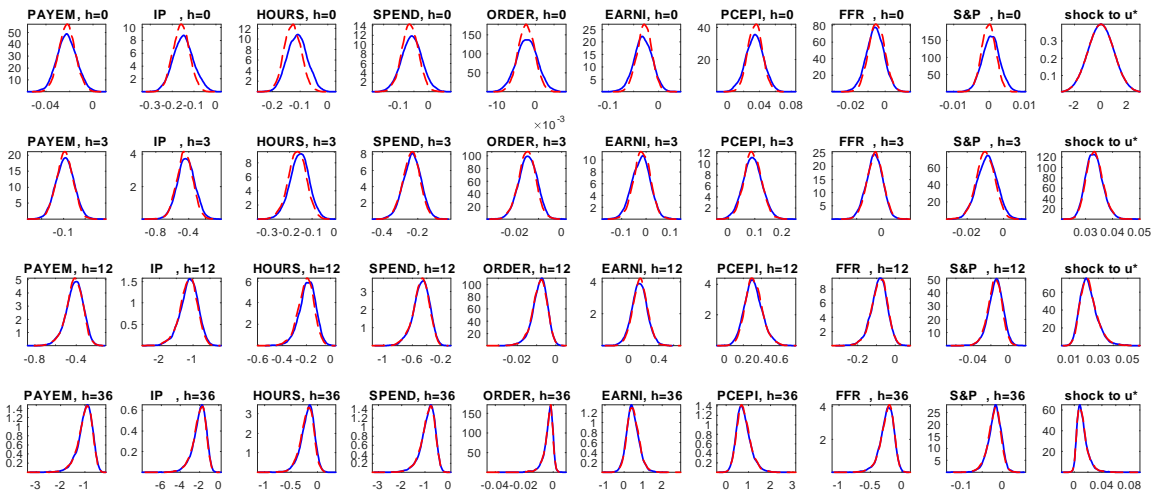 PAYEM, h=0 IP , h=0 HOURS, h=0 SPEND, h=0 ORDER, h=0 EARNI, h=0 PCEPI, h=0 FFR , h=0 S&P , h=0 shock to u*
50 40 30 20 10
12 10 8 6 4 2
12 10 8 6 4 2
14 12 10 8 6 4 2
150 100 50
25 20 15 10 5
40 20
80 60 40 20
150 100 50
0.3 0.2 0.1
-0.04 0 -0.3 -0.2 -0.1 -0.2 -0.1 0 -0.1 0 -10 0 -0.1 0 0 0.04 0.08 -0.02 0 -0.01 0 0.01 -2 0 2
×10⁻³
PAYEM, h=3 IP , h=3 HOURS, h=3 SPEND, h=3 ORDER, h=3 EARNI, h=3 PCEPI, h=3 FFR , h=3 S&P , h=3 shock to u*
20 15 10 5
4 2
8 6 4 2
8 6 4 2
100 80 60 40 20
10 8 6 4 2
12 10 8 6 4 2
25 20 15 10 5
60 40 20
120 100 80 60 40 20
-0.1 -0.8 -0.4 -0.3 -0.2 -0.1 0 -0.4 -0.2 0 -0.02 0 -0.1 0 0.1 0 0.1 0.2 0 -0.02 0 0.03 0.04 0.05
PAYEM, h=12 IP , h=12 HOURS, h=12 SPEND, h=12 ORDER, h=12 EARNI, h=12 PCEPI, h=12 FFR , h=12 S&P , h=12 shock to u*
5 4 3 2 1
1.5 0.5
6 4 2
3 2 1
100 80 60 40 20
4 2
4 3 2 1
8 6 4 2
50 40 30 20 10
60 40 20
-0.8 -0.4 -2 -1 -0.6 -0.4 -0.2 0 -1 -0.6 -0.2 -0.02 0 0 0.4 0.2 0.4 0.6 -0.2 0 -0.04 0 0.01 0.03 0.05
PAYEM, h=36 IP , h=36 HOURS, h=36 SPEND, h=36 ORDER, h=36 EARNI, h=36 PCEPI, h=36 FFR , h=36 S&P , h=36 shock to u*
1.4 1.2 1 0.8 0.6 0.4 0.2
0.6 0.4 0.2
3 2 1
1.4 1.2 1 0.8 0.6 0.4 0.2
150 100 50
1.2 1 0.8 0.6 0.4 0.2
1.4 1.2 1 0.8 0.6 0.4 0.2
4 2 1
25 20 15 10 5
60 40 20
-3 -2 -1 -6 -4 -2 0 -1 -0.5 0 -3 -2 -1 0 -0.04 -0.02 0 -1 0 1 2 0 1 2 3 -1 -0.5 0 -0.1 0 0 0.04 0.08